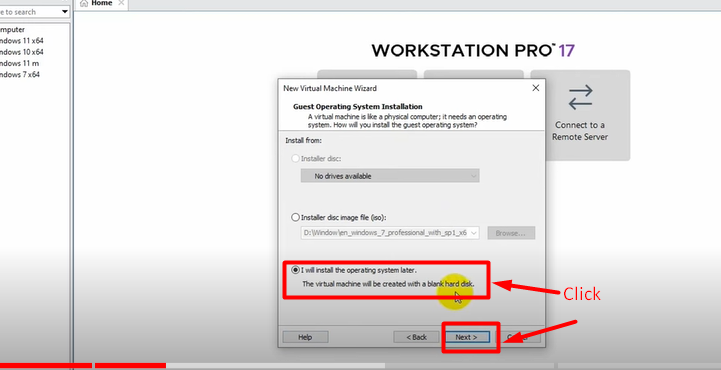 e to search
Home
omputer
ndows 11 x64
ndows 10 x64
ndows 11 m
ndows 7 x64
WORKSTATION PRO™ 17
Connect to a
Remote Server
New Virtual Machine Wizard
Guest Operating System Installation
A virtual machine is like a physical computer; it needs an operating
system. How will you install the guest operating system?
Install from:
Installer disc:
No drives available
Installer disc image file (iso):
D:\Window\en_windows_7_professional_with_sp1_x6
Browse...
I will install the operating system later.
The virtual machine will be created with a blank hard disk.
Click
Help
< Back
Next >